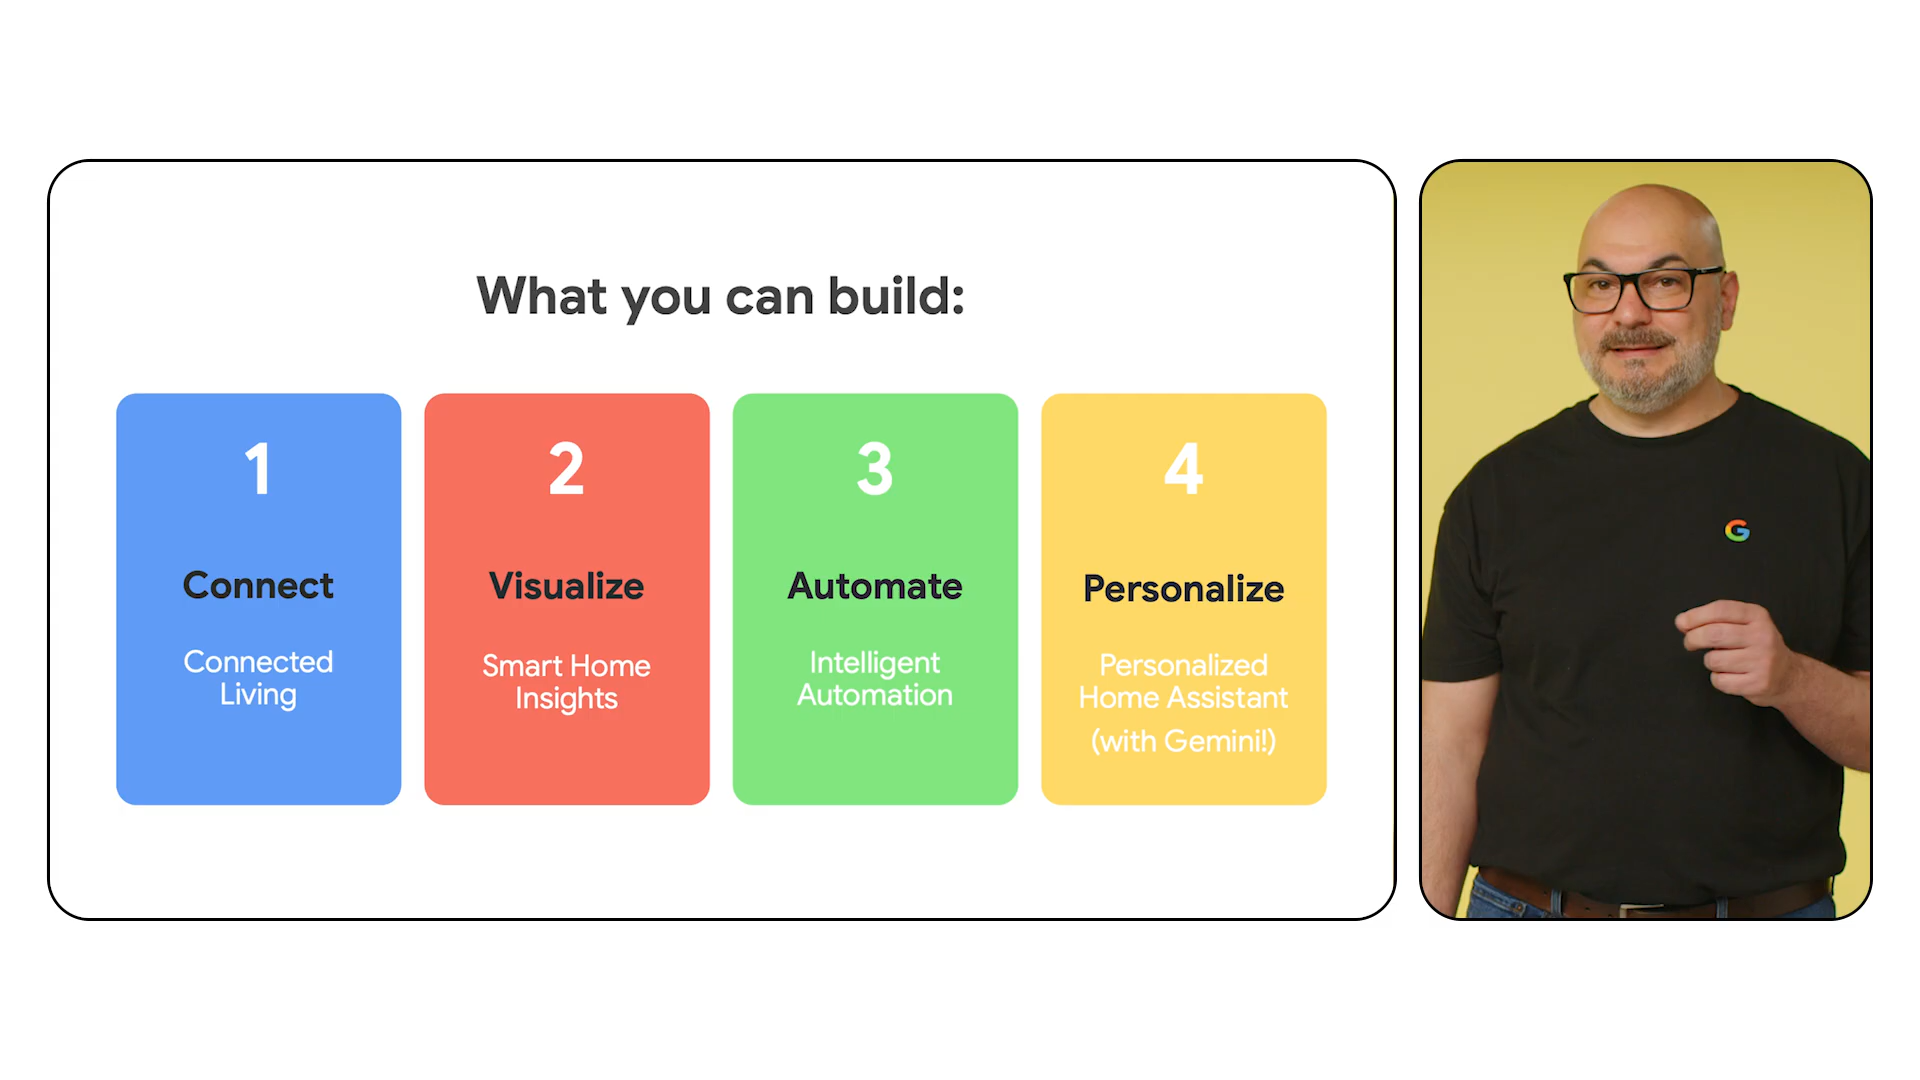 What you can build:
1
Connect
Connected
Living
2
Visualize
Smart Home
Insights
3
Automate
Intelligent
Automation
4
Personalize
Personalized
Home Assistant
(with Gemini!)
G